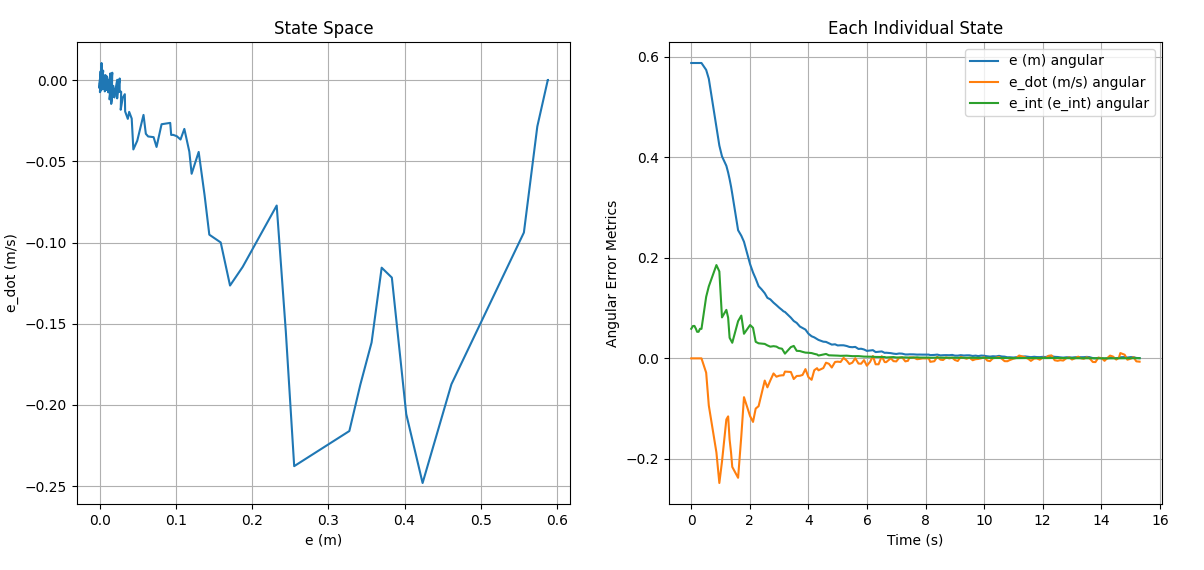 State Space
0.00
−0.05
−0.10
−0.15
−0.20
−0.25
e_dot (m/s)
0.0 0.1 0.2 0.3 0.4 0.5 0.6
e (m)
Each Individual State
0.6
0.4
0.2
0.0
−0.2
Angular Error Metrics
e (m) angular
e_dot (m/s) angular
e_int (e_int) angular
0 2 4 6 8 10 12 14 16
Time (s)